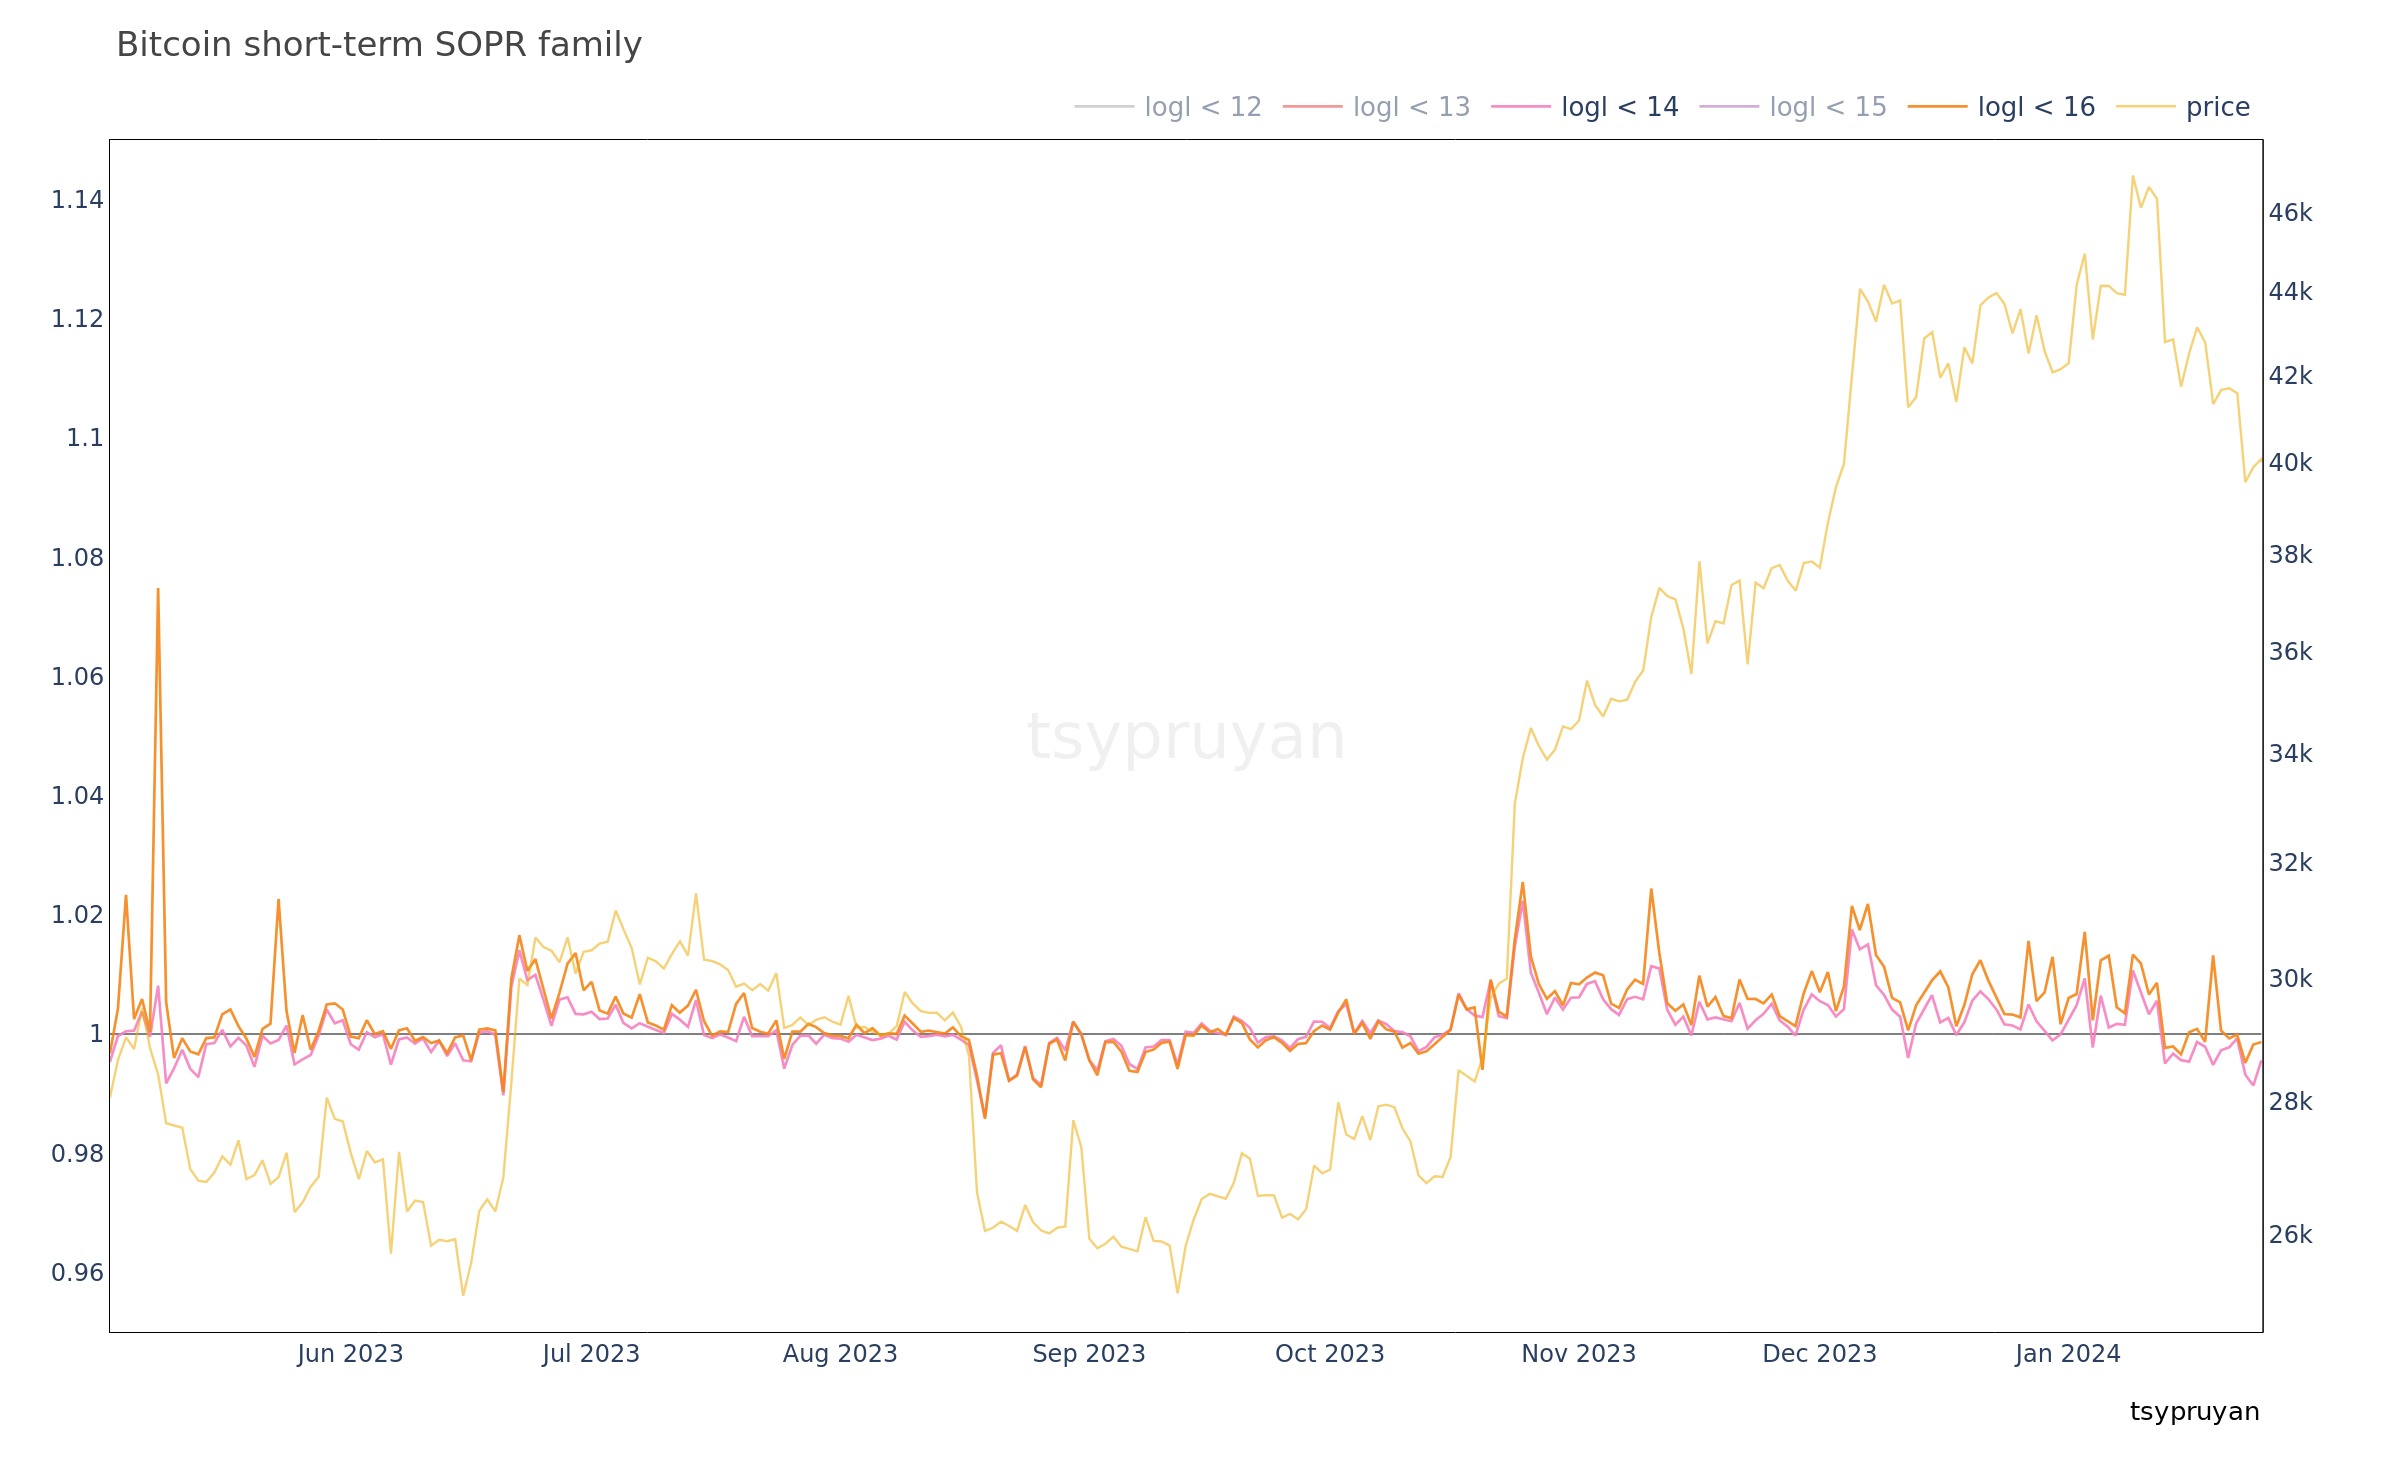 Bitcoin short-term SOPR family
logl < 12 logl < 13 logl < 14 logl < 15 logl < 16 price
1.14
1.12
1.1
1.08
1.06
1.04
1.02
1
0.98
0.96
46k
44k
42k
40k
38k
36k
34k
32k
30k
28k
26k
tsypruyan
Jun 2023 Jul 2023 Aug 2023 Sep 2023 Oct 2023 Nov 2023 Dec 2023 Jan 2024
tsypruyan